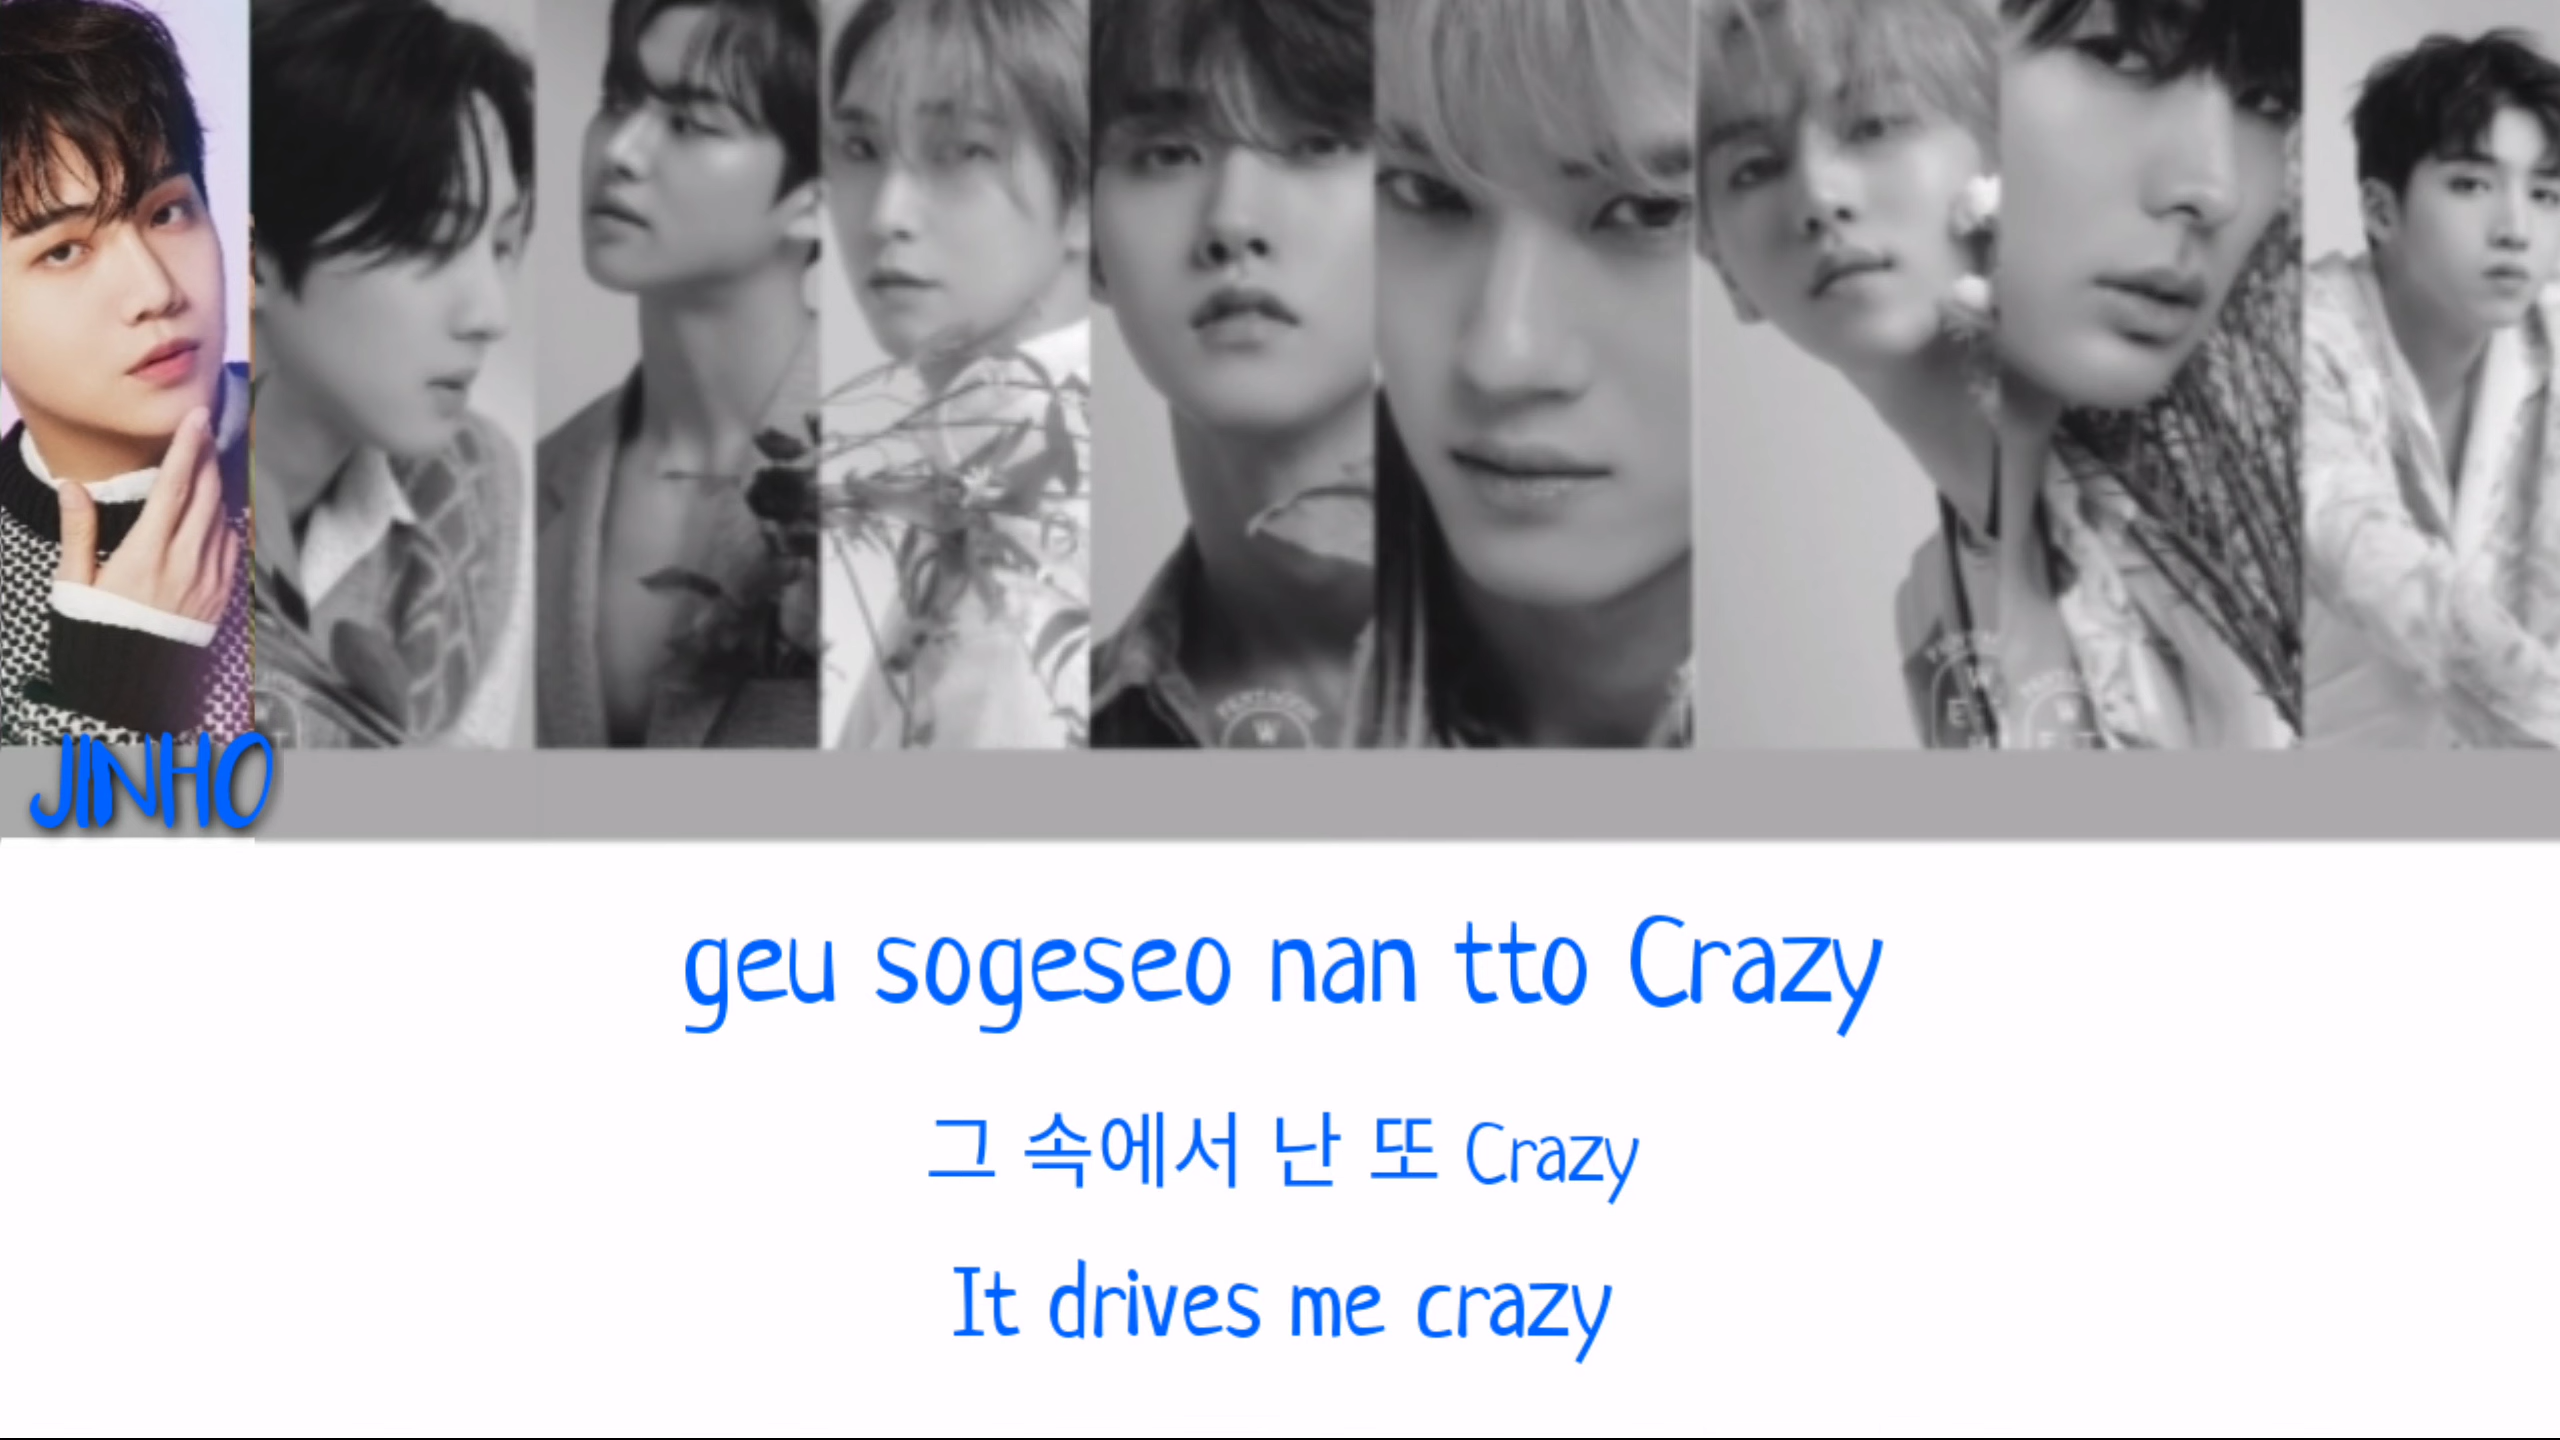 JINHO
geu sogeseo nan tto Crazy
그 속에서 난 또 Crazy
It drives me crazy